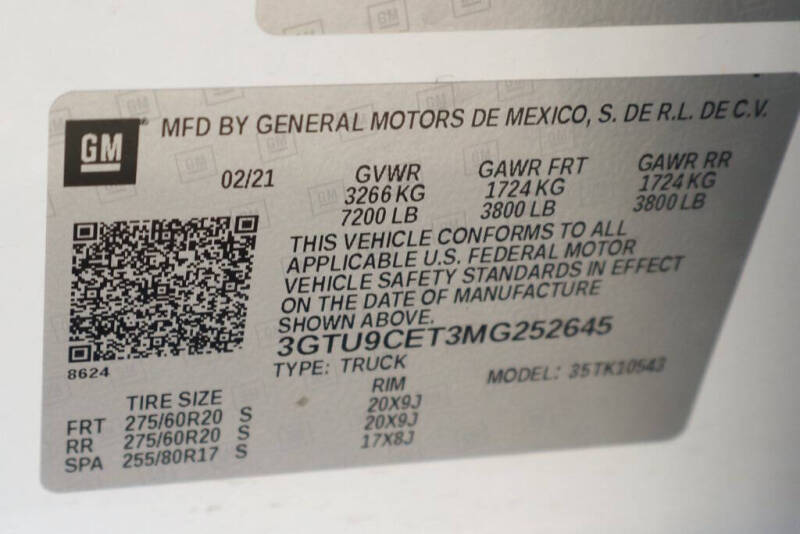 GM
MFD BY GENERAL MOTORS DE MEXICO, S. DE R.L. DE C.V.
02/21
GVWR GAWR FRT GAWR RR
3266 KG 1724 KG 1724 KG
7200 LB 3800 LB 3800 LB
THIS VEHICLE CONFORMS TO ALL
APPLICABLE U.S. FEDERAL MOTOR
VEHICLE SAFETY STANDARDS IN EFFECT
ON THE DATE OF MANUFACTURE
SHOWN ABOVE.
3GTU9CET3MG252645
8624
TYPE: TRUCK MODEL: 35TK10543
TIRE SIZE RIM
FRT 275/60R20 S 20X9J
RR 275/60R20 S 20X9J
SPA 255/80R17 S 17X8J